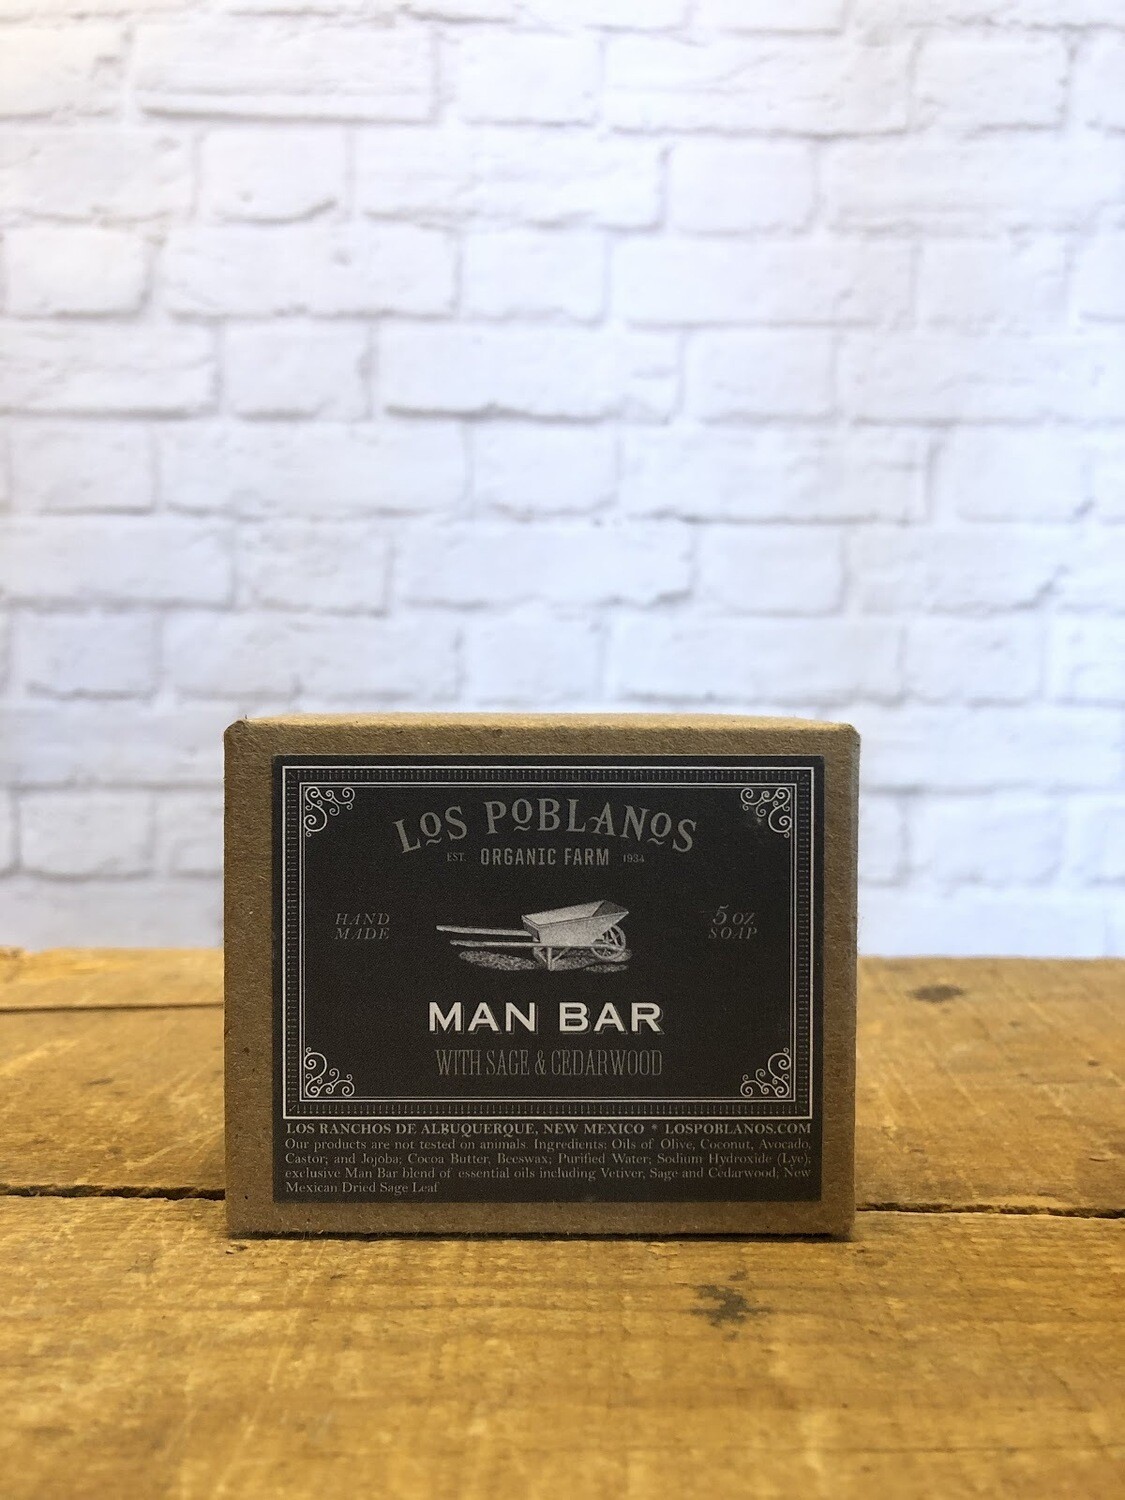 LOS POBLANOS
EST. ORGANIC FARM 1934
HAND
MADE
5 OZ
SOAP
MAN BAR
WITH SAGE & CEDARWOOD
LOS RANCHOS DE ALBUQUERQUE, NEW MEXICO * LOSPOBLANOS.COM
Our products are not tested on animals. Ingredients: Oils of Olive, Coconut, Avocado,
Castor; and Jojoba; Cocoa Butter, Beeswax; Purified Water; Sodium Hydroxide (Lye);
exclusive Man Bar blend of essential oils including Vetiver, Sage and Cedarwood, New
Mexican Dried Sage Leaf